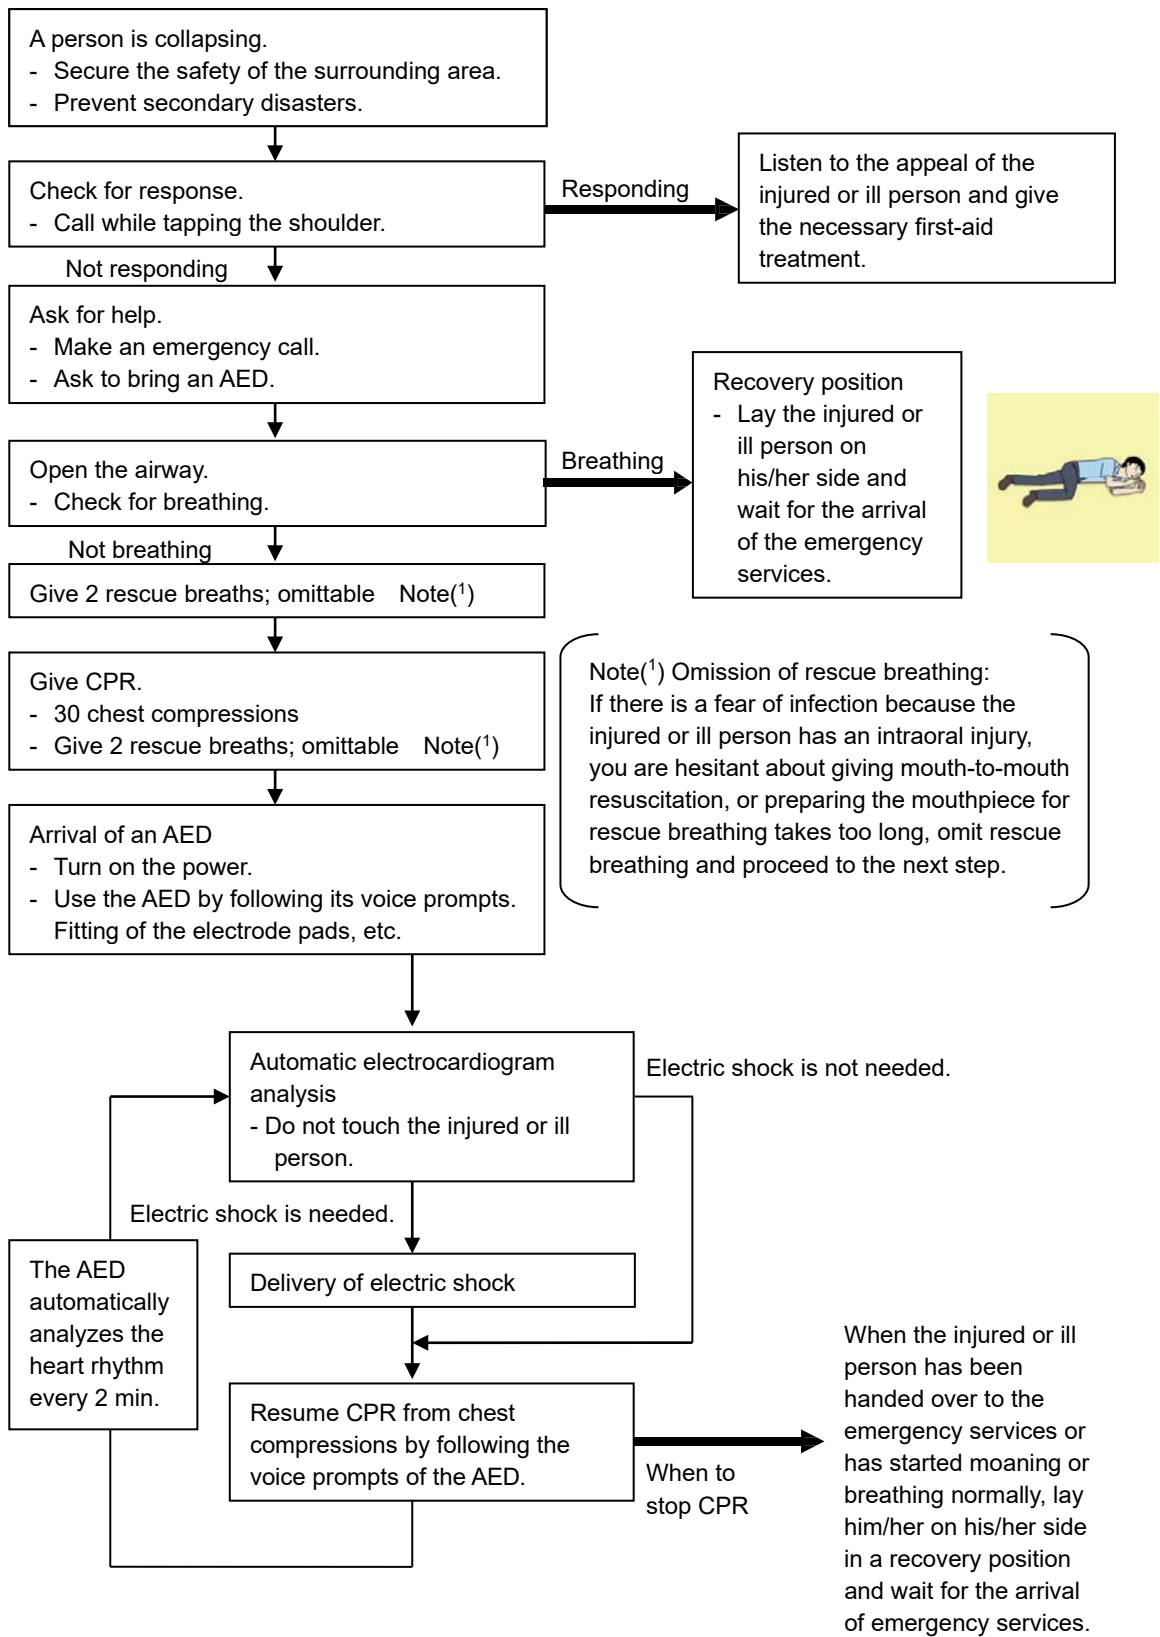 A person is collapsing.
- Secure the safety of the surrounding area.
- Prevent secondary disasters.
Check for response.
- Call while tapping the shoulder.
Responding
Listen to the appeal of the
injured or ill person and give
the necessary first-aid
treatment.
Not responding
Ask for help.
- Make an emergency call.
- Ask to bring an AED.
Open the airway.
- Check for breathing.
Breathing
Recovery position
- Lay the injured or
ill person on
his/her side and
wait for the arrival
of the emergency
services.
Not breathing
Give 2 rescue breaths; omittable Note(¹)
Give CPR.
- 30 chest compressions
- Give 2 rescue breaths; omittable Note(¹)
Note(¹) Omission of rescue breathing:
If there is a fear of infection because the
injured or ill person has an intraoral injury,
you are hesitant about giving mouth-to-mouth
resuscitation, or preparing the mouthpiece for
rescue breathing takes too long, omit rescue
breathing and proceed to the next step.
Arrival of an AED
- Turn on the power.
- Use the AED by following its voice prompts.
Fitting of the electrode pads, etc.
Automatic electrocardiogram
analysis
- Do not touch the injured or ill
person.
Electric shock is not needed.
Electric shock is needed.
Delivery of electric shock
The AED
automatically
analyzes the
heart rhythm
every 2 min.
Resume CPR from chest
compressions by following the
voice prompts of the AED.
When to
stop CPR
When the injured or ill
person has been
handed over to the
emergency services or
has started moaning or
breathing normally, lay
him/her on his/her side
in a recovery position
and wait for the arrival
of emergency services.